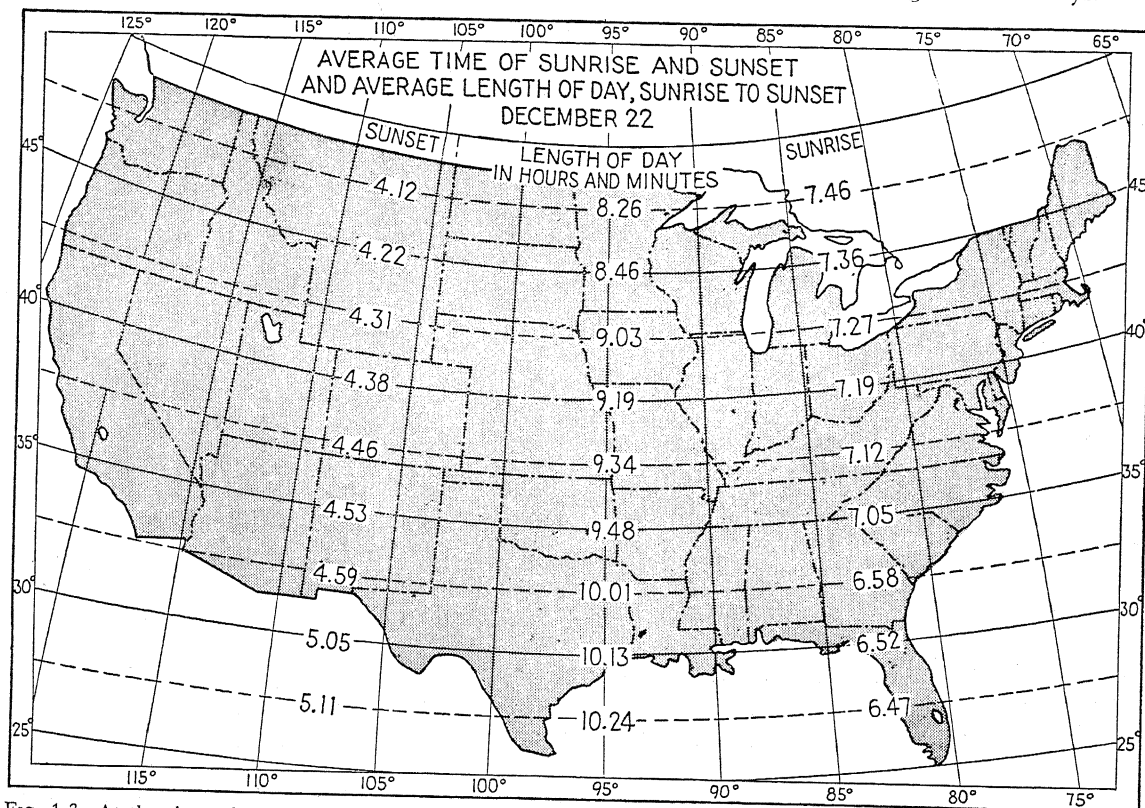 125° 120° 115° 110° 105° 100° 95° 90° 85° 80° 75° 70° 65°
AVERAGE TIME OF SUNRISE AND SUNSET
AND AVERAGE LENGTH OF DAY, SUNRISE TO SUNSET
DECEMBER 22
SUNSET
LENGTH OF DAY
IN HOURS AND MINUTES
SUNRISE
45° 4.12 8.26 7.46 45°
4.22 8.46 7.36
40° 4.31 9.03 7.27 40°
4.38 9.19 7.19
35° 4.46 9.34 7.12 35°
4.53 9.48 7.05
30° 4.59 10.01 6.58 30°
5.05 10.13 6.52
5.11 10.24 6.47
25° 25°
115° 110° 105° 100° 95° 90° 85° 80° 75°